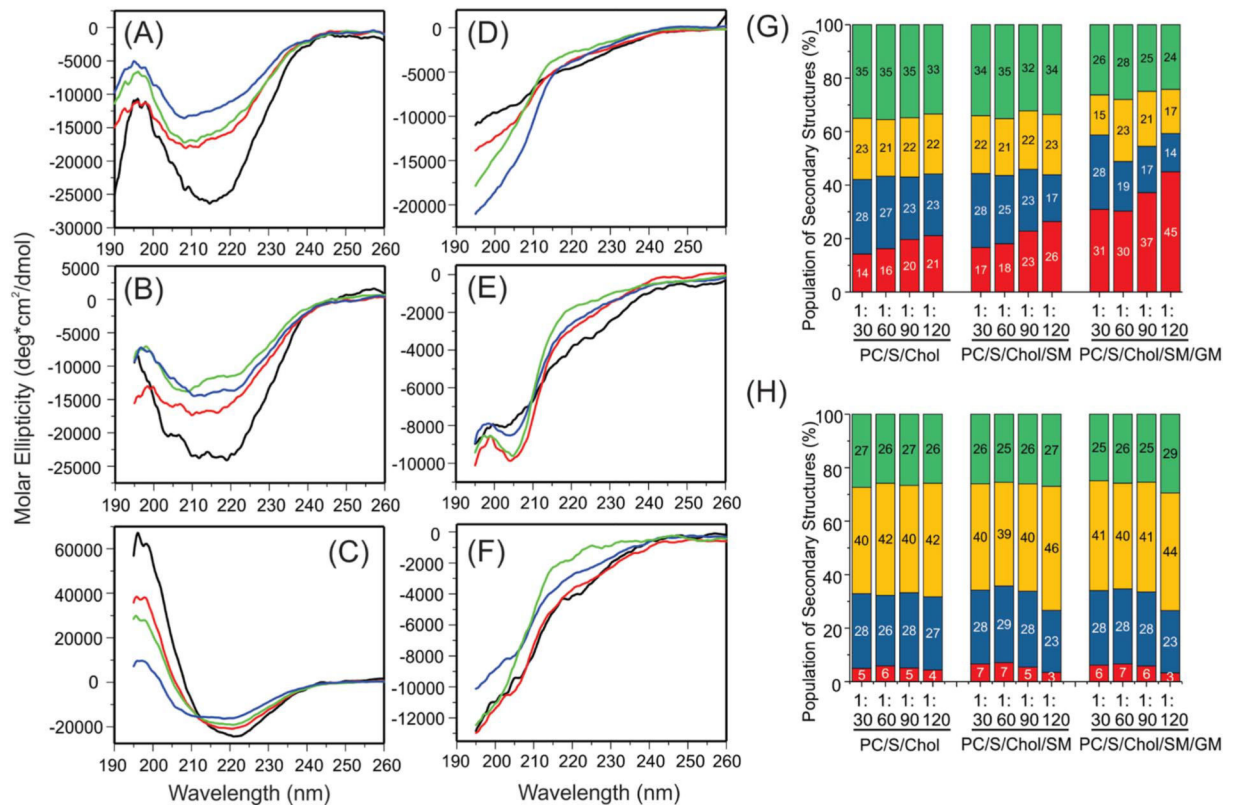 (A)
0
-5000
-10000
-15000
-20000
-25000
-30000
190 200 210 220 230 240 250 260
(B)
5000
0
-5000
-10000
-15000
-20000
-25000
190 200 210 220 230 240 250 260
(C)
60000
40000
20000
0
-20000
190 200 210 220 230 240 250 260
Wavelength (nm)
Molar Ellipticity (deg*cm²/dmol)
(D)
0
-5000
-10000
-15000
-20000
190 200 210 220 230 240 250
(E)
0
-2000
-4000
-6000
-8000
-10000
190 200 210 220 230 240 250 260
(F)
0
-2000
-4000
-6000
-8000
-10000
-12000
190 200 210 220 230 240 250 260
Wavelength (nm)
(G)
Population of Secondary Structures (%)
100
80
60
40
20
0
35 35 35 33 34 35 32 34 26 28 25 24
23 21 22 22 22 21 22 23 15 23 21 17
28 27 23 23 28 25 23 17 28 19 17 14
14 16 20 21 17 18 23 26 31 30 37 45
1: 1: 1: 1: 1: 1: 1: 1: 1: 1: 1: 1:
30 60 90 120 30 60 90 120 30 60 90 120
PC/S/Chol PC/S/Chol/SM PC/S/Chol/SM/GM
(H)
Population of Secondary Structures (%)
100
80
60
40
20
0
27 26 27 26 26 25 26 27 25 26 25 29
40 42 40 42 40 39 40 46 41 40 41 44
28 26 28 27 28 29 28 23 28 28 28 23
5 6 5 4 7 7 5 3 6 7 6 3
1: 1: 1: 1: 1: 1: 1: 1: 1: 1: 1: 1:
30 60 90 120 30 60 90 120 30 60 90 120
PC/S/Chol PC/S/Chol/SM PC/S/Chol/SM/GM